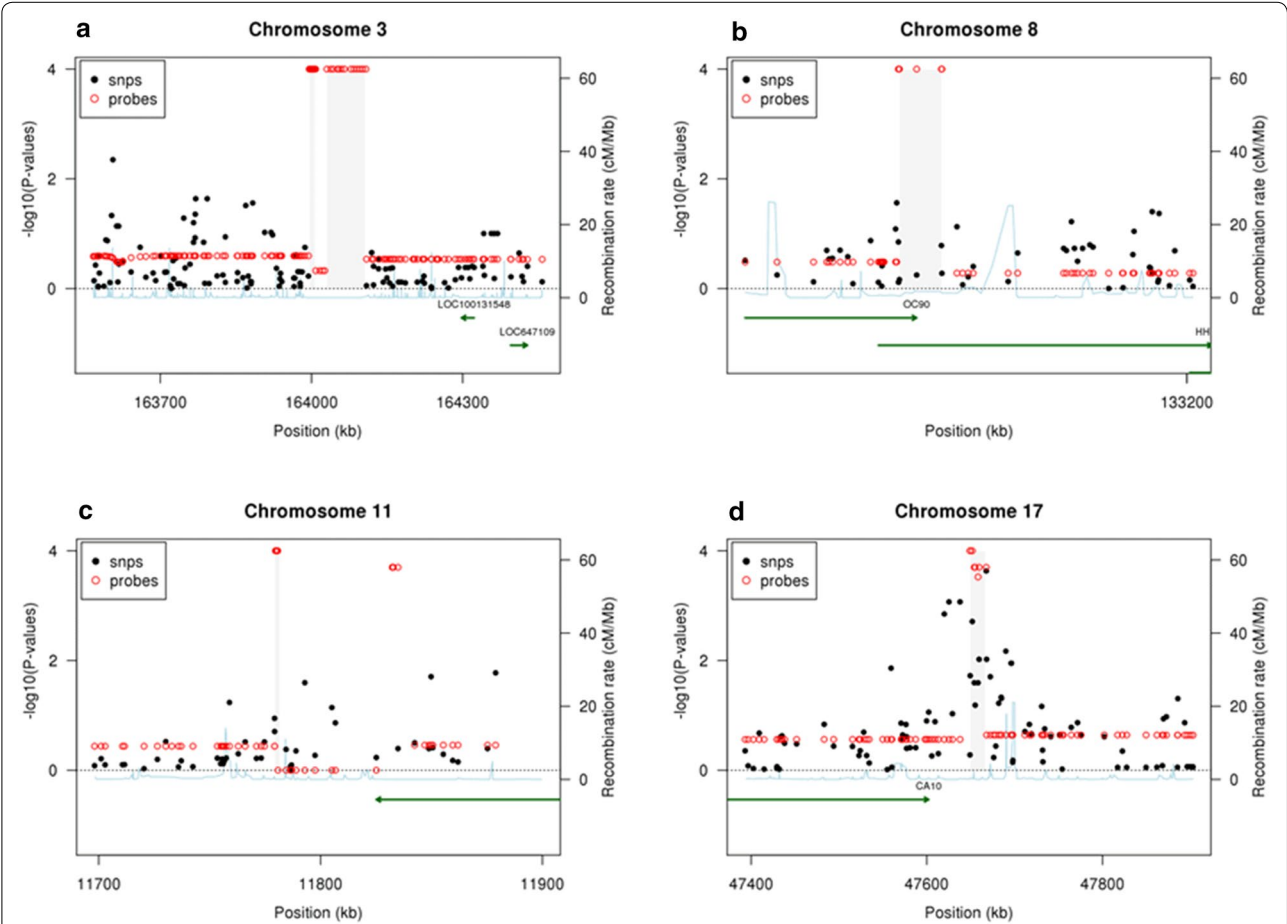 a
Chromosome 3
snps
probes
-log10(P-values)
4
2
0
60
40
20
0
Recombination rate (cM/Mb)
LOC100131548
LOC647109
163700
164000
164300
Position (kb)
b
Chromosome 8
snps
probes
-log10(P-values)
4
2
0
60
40
20
0
Recombination rate (cM/Mb)
OC90
HH
133200
Position (kb)
c
Chromosome 11
snps
probes
-log10(P-values)
4
2
0
60
40
20
0
Recombination rate (cM/Mb)
11700
11800
11900
Position (kb)
d
Chromosome 17
snps
probes
-log10(P-values)
4
2
0
60
40
20
0
Recombination rate (cM/Mb)
CA10
47400
47600
47800
Position (kb)